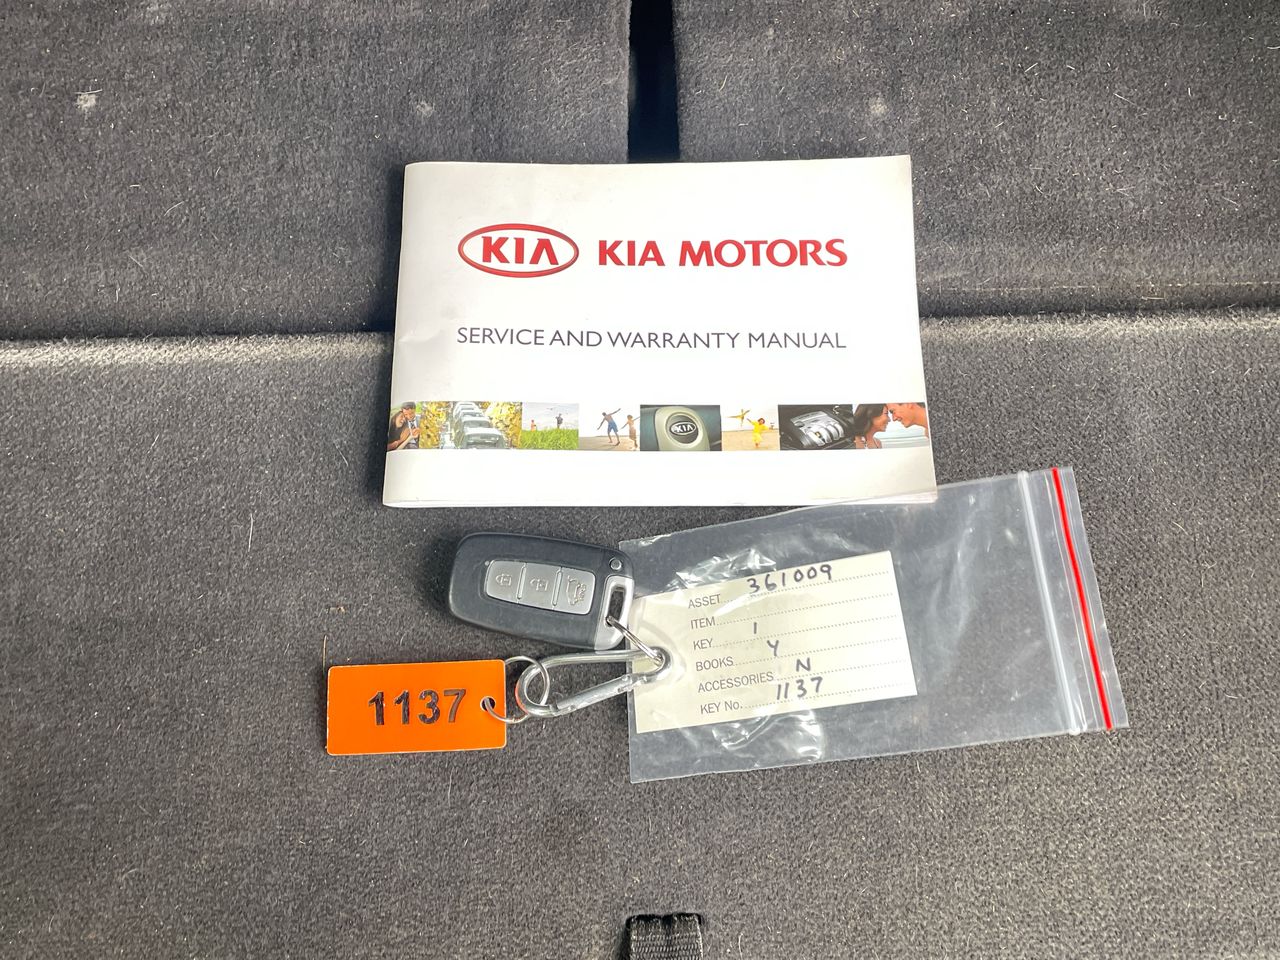 KIA KIA MOTORS
SERVICE AND WARRANTY MANUAL
KIA
ASSET 361009
ITEM
KEY 1
BOOKS Y
ACCESSORIES N
KEY No. 1137
1137